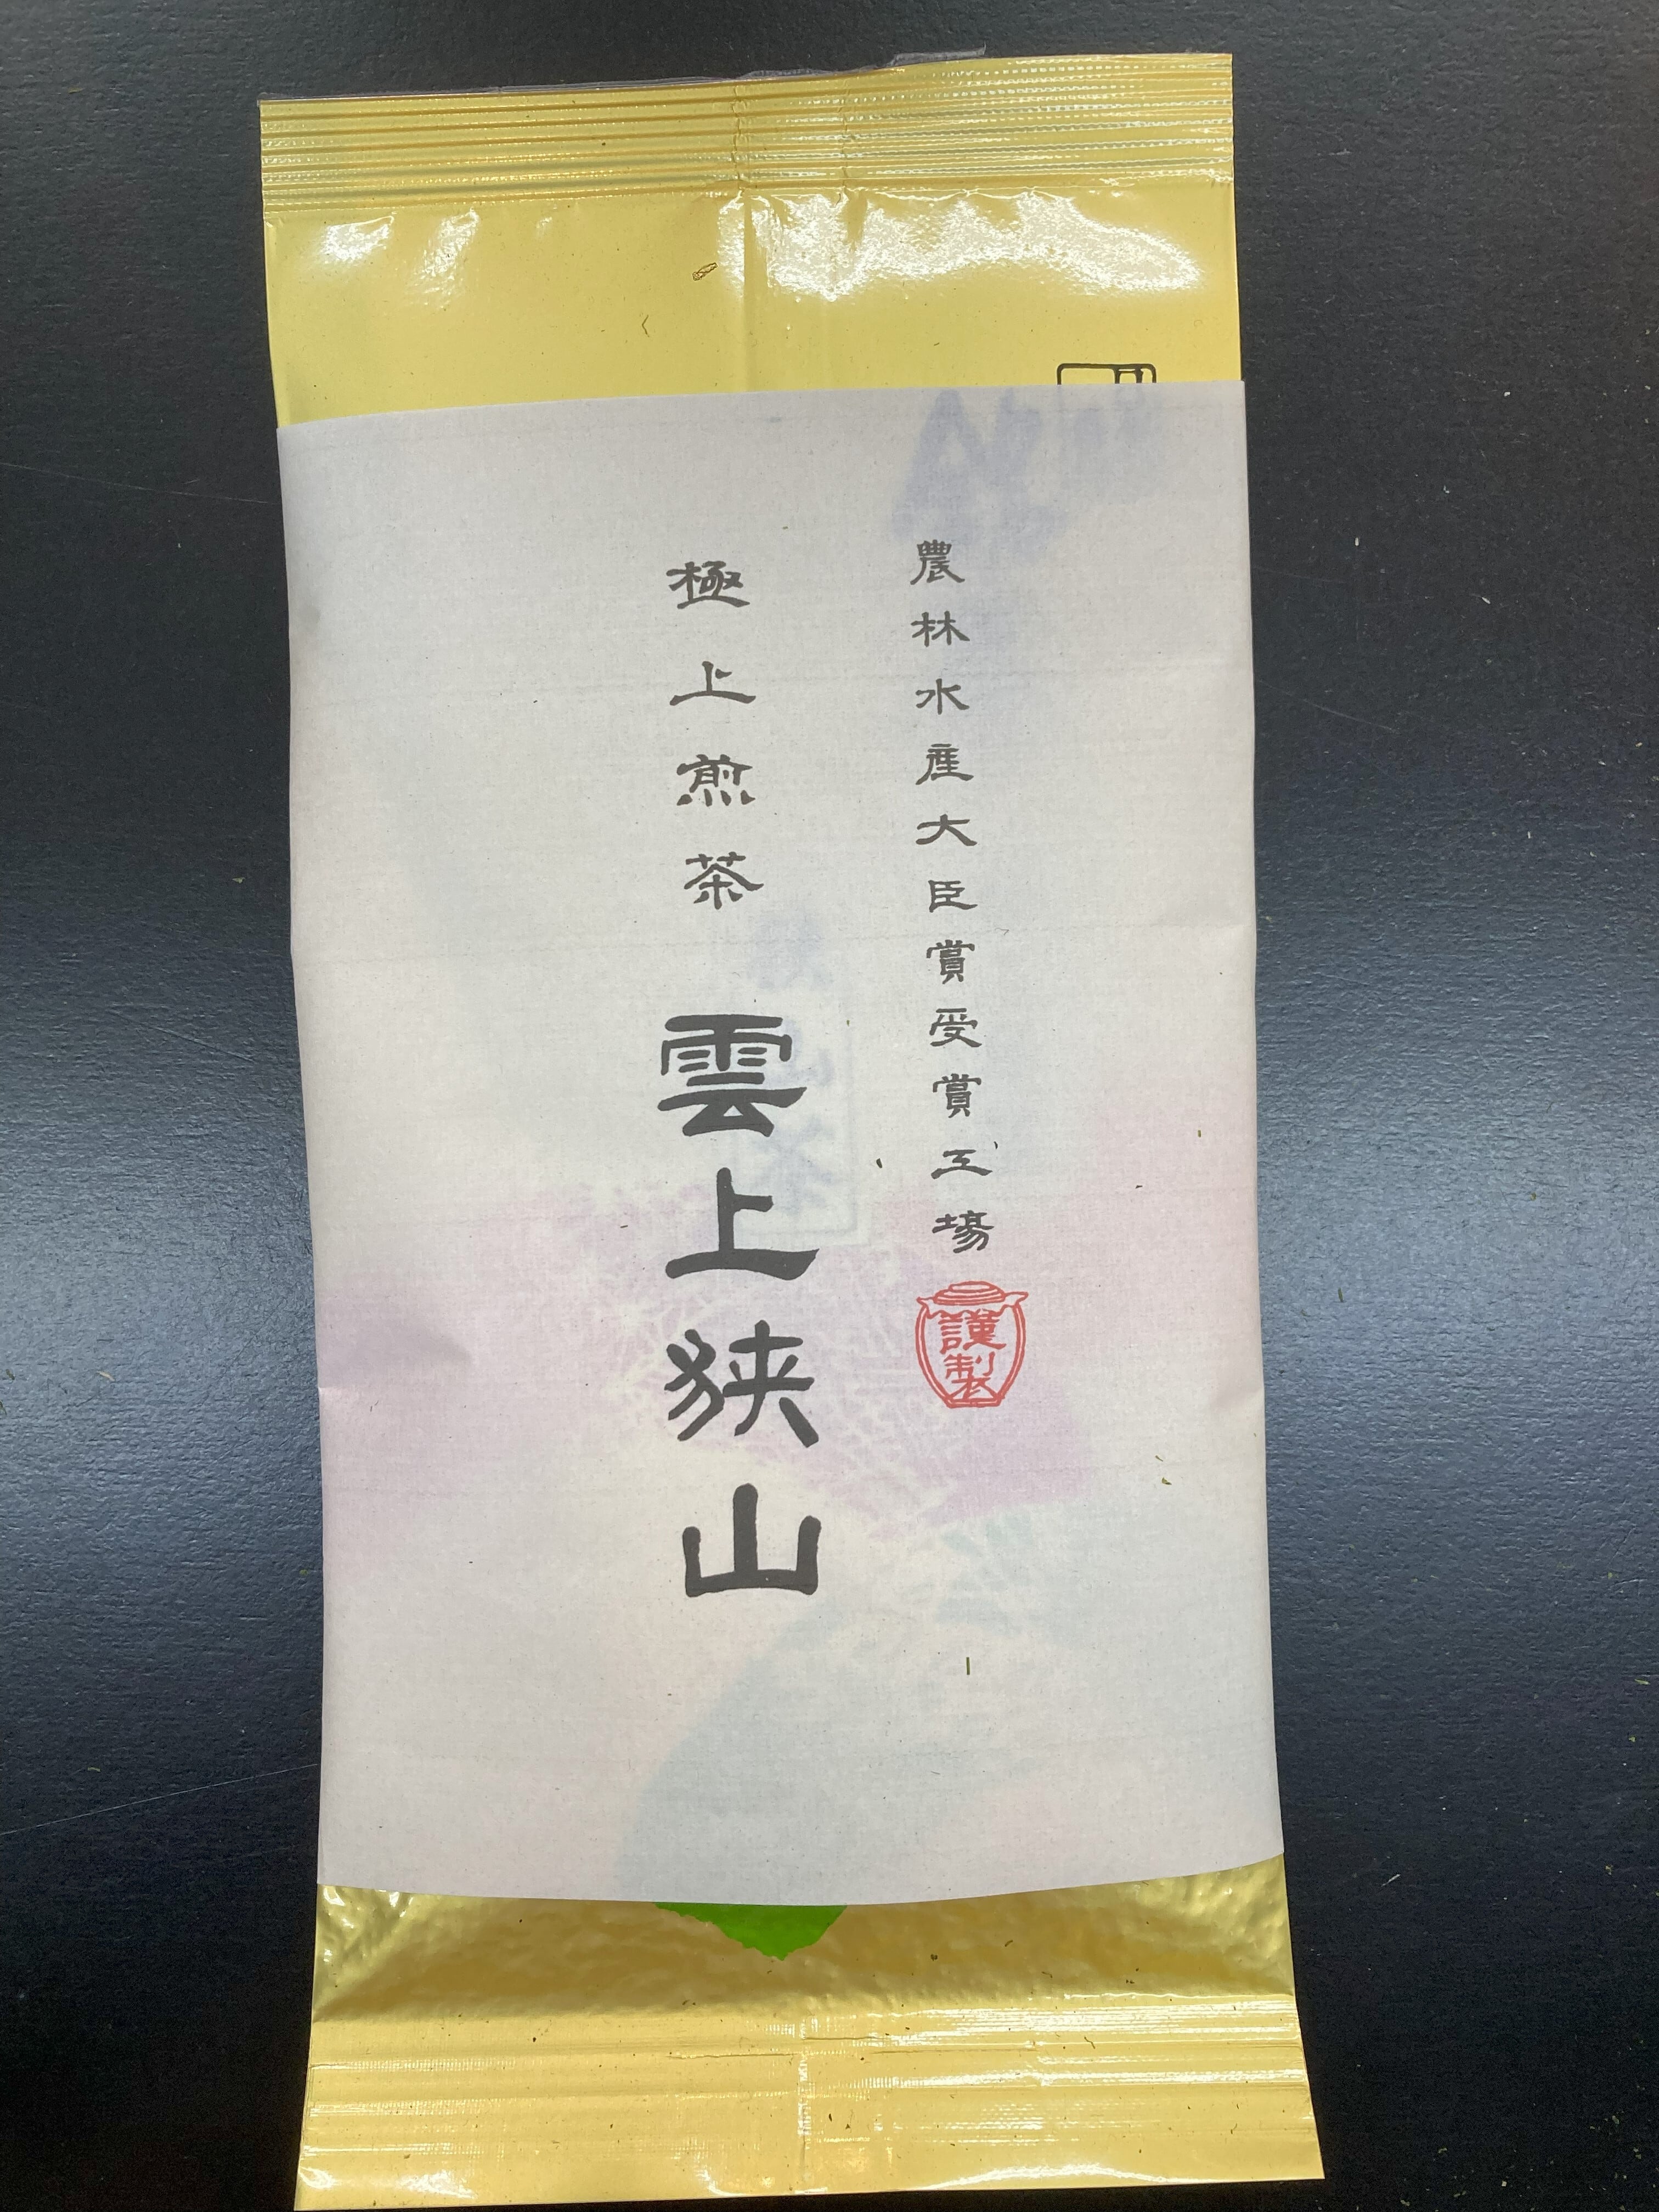 農林水産大臣賞受賞工場
謹製
極上煎茶 雲上狭山